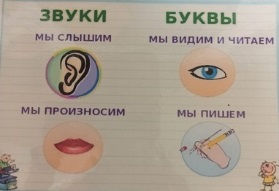 ЗВУКИ БУКВЫ
МЫ СЛЫШИМ МЫ ВИДИМ И ЧИТАЕМ
МЫ ПРОИЗНОСИМ МЫ ПИШЕМ